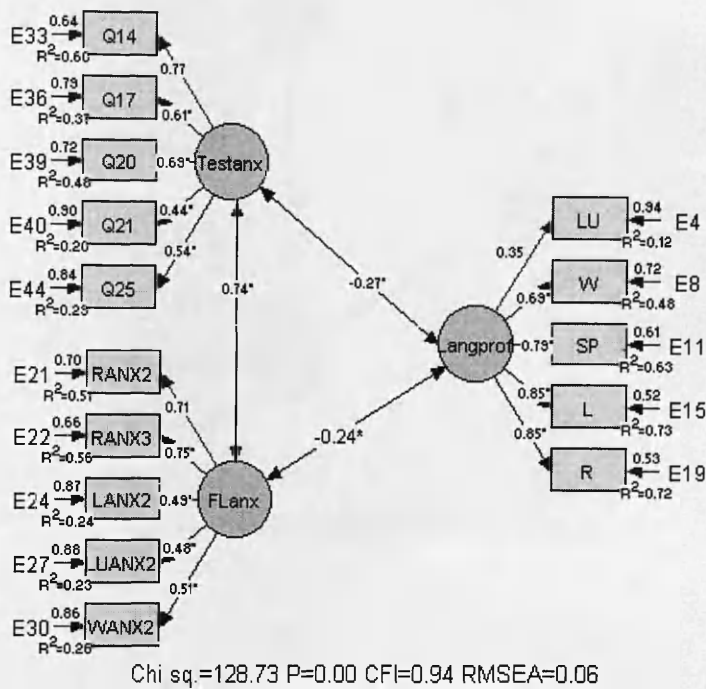 0.64
E33 Q14
R²=0.60
0.77
0.79
E36 Q17
R²=0.37
0.61*
0.72
E39 Q20
R²=0.48
0.69*
Testanx
0.90
E40 Q21
R²=0.20
0.44*
0.84
E44 Q25
R²=0.29
0.54*
0.74*
-0.27*
0.94
LU E4
R²=0.12
0.35
0.72
W E8
R²=0.48
0.69*
0.61
SP E11
R²=0.63
0.79*
Langprof
0.52
L E15
R²=0.73
0.85*
0.53
R E19
R²=0.72
0.85*
0.70
E21 RANX2
R²=0.51
0.71
0.66
E22 RANX3
R²=0.56
0.75*
-0.24*
0.87
E24 LANX2
R²=0.24
0.49*
FLanx
0.88
E27 LUANX2
R²=0.23
0.48*
0.86
E30 WANX2
R²=0.26
0.51*
Chi sq.=128.73 P=0.00 CFI=0.94 RMSEA=0.06